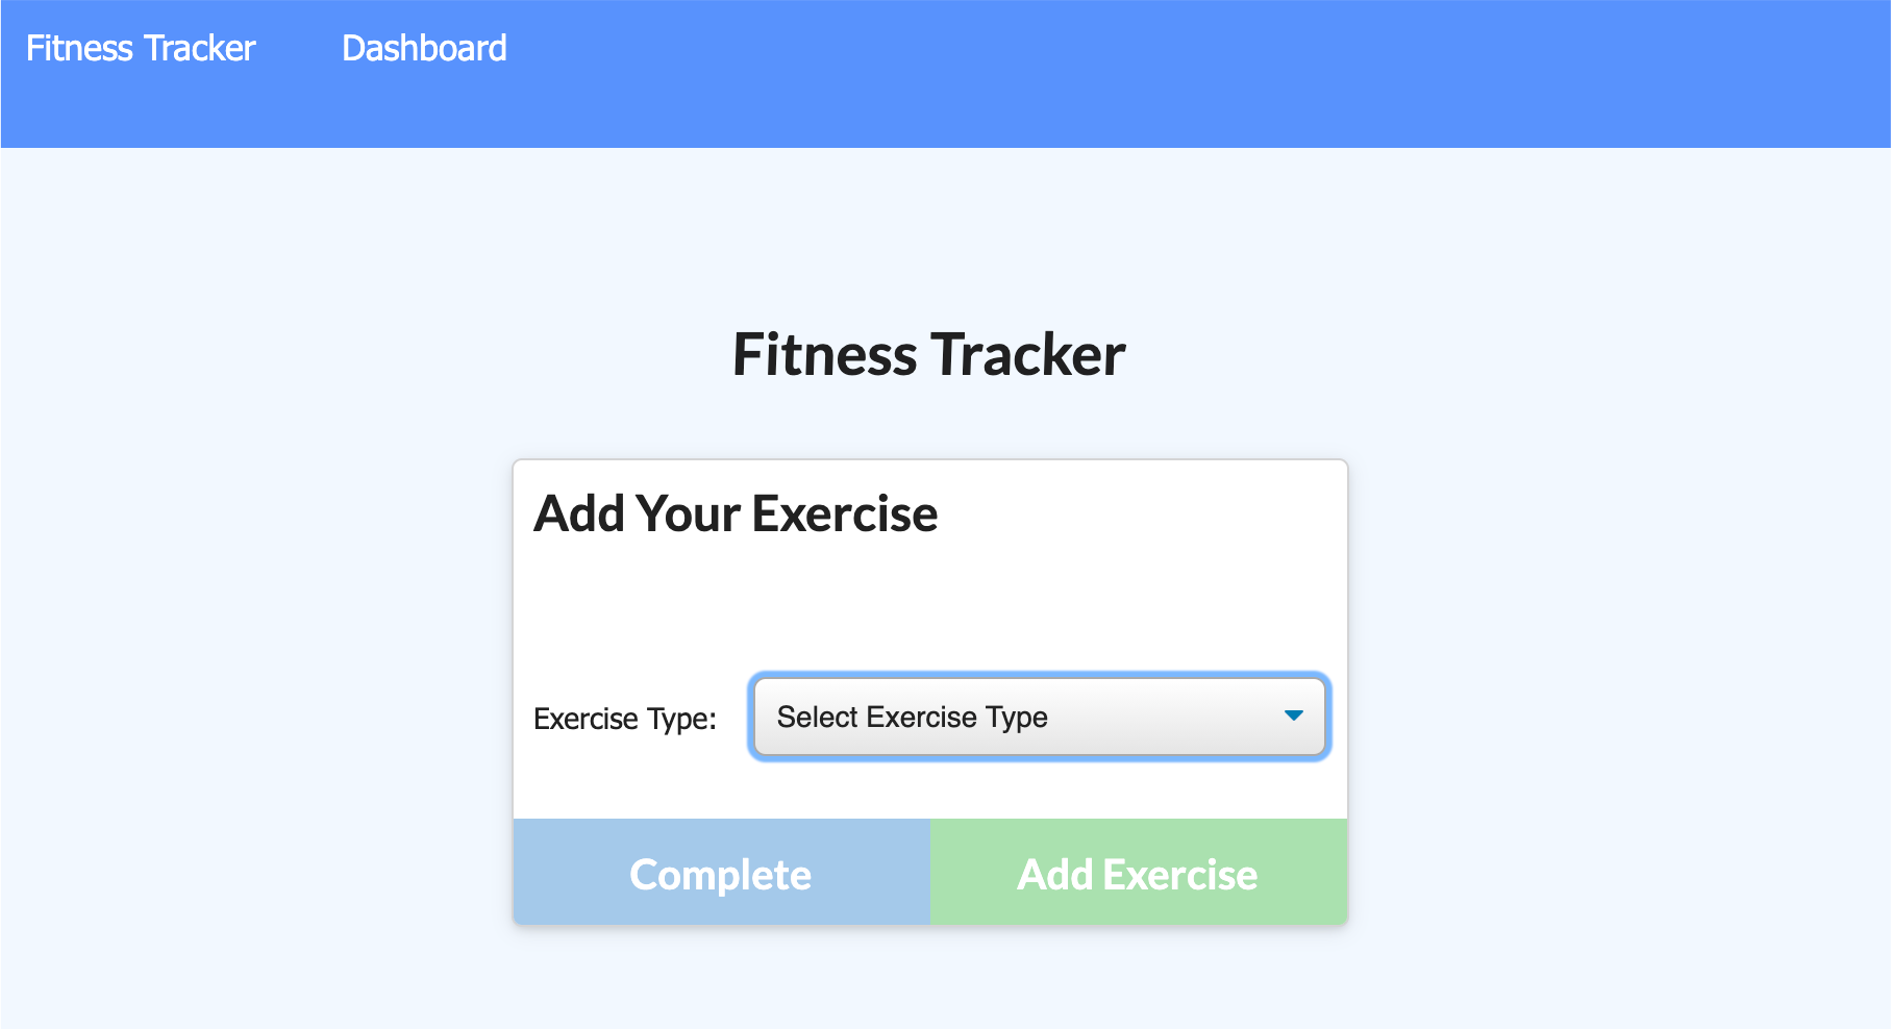 Fitness Tracker Dashboard
Fitness Tracker
Add Your Exercise
Exercise Type: Select Exercise Type
Complete Add Exercise